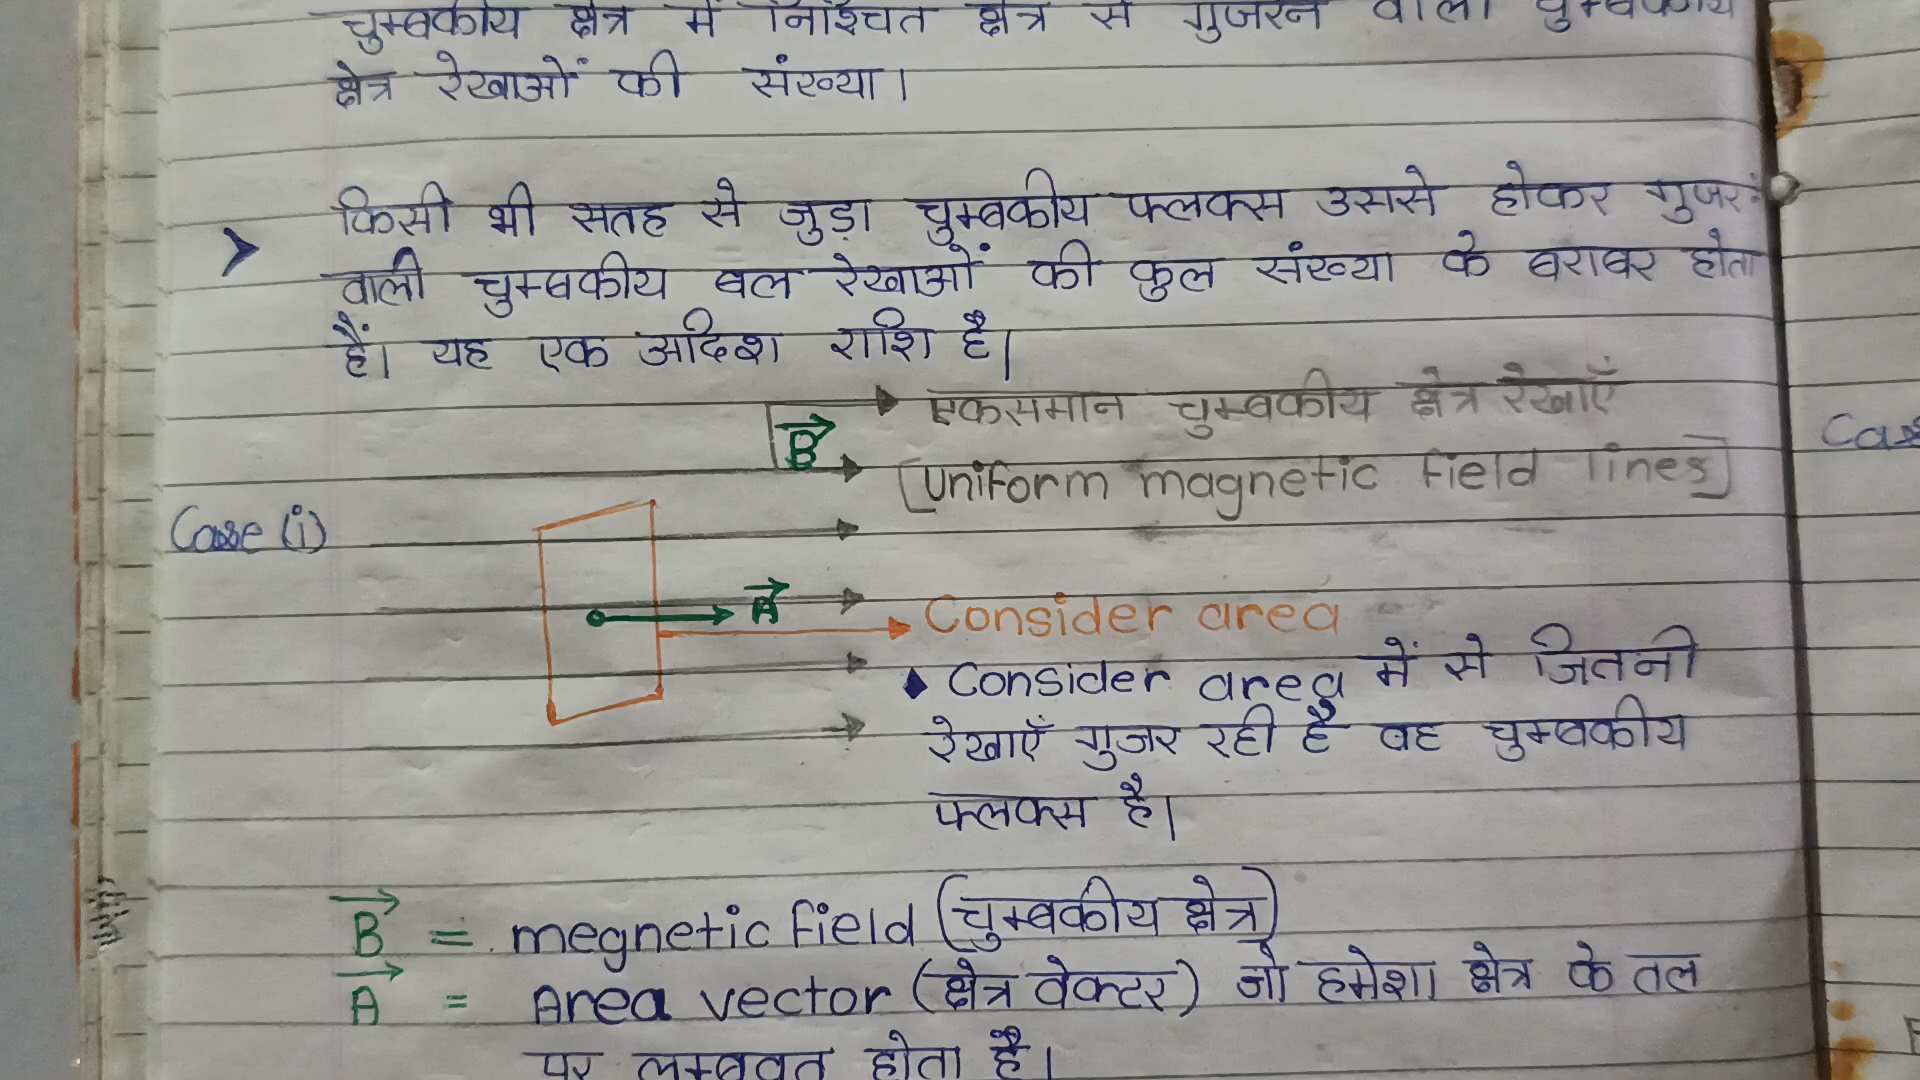 चुम्बकीय क्षेत्र में निश्चित क्षेत्र से गुजरने वाली चुम्बकीय
क्षेत्र रेखाओं की संख्या।
किसी भी सतह से जुड़ा चुम्बकीय फ्लक्स उससे होकर गुजरने
वाली चुम्बकीय बल रेखाओं की कुल संख्या के बराबर होता
हैं। यह एक अदिश राशि है।
एकसमान चुम्बकीय क्षेत्र रेखाएँ
B
[Uniform magnetic field lines]
Case (i)
A
Consider area
Consider area में से जितनी
रेखाएँ गुजर रही है वह चुम्बकीय
फ्लक्स है।
B = megnetic field (चुम्बकीय क्षेत्र)
A = Area vector (क्षेत्र वेक्टर) जो हमेशा क्षेत्र के तल
पर लम्बवत होता है।